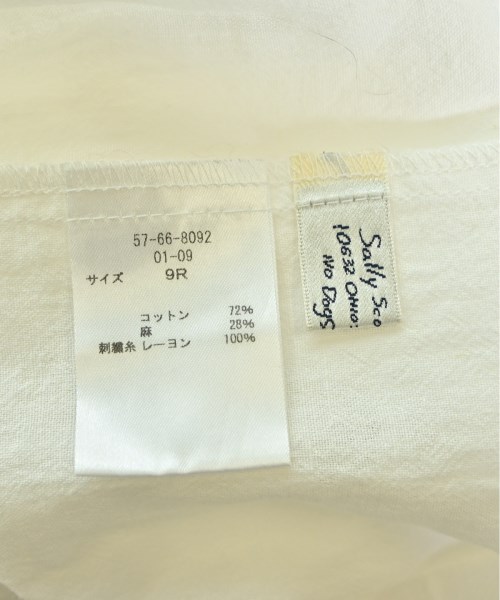 57-66-8092
01-09
サイズ 9R
コットン 72%
麻 28%
刺繍糸 レーヨン 100%
Sally Sco
10632 OHIO
No Dogs